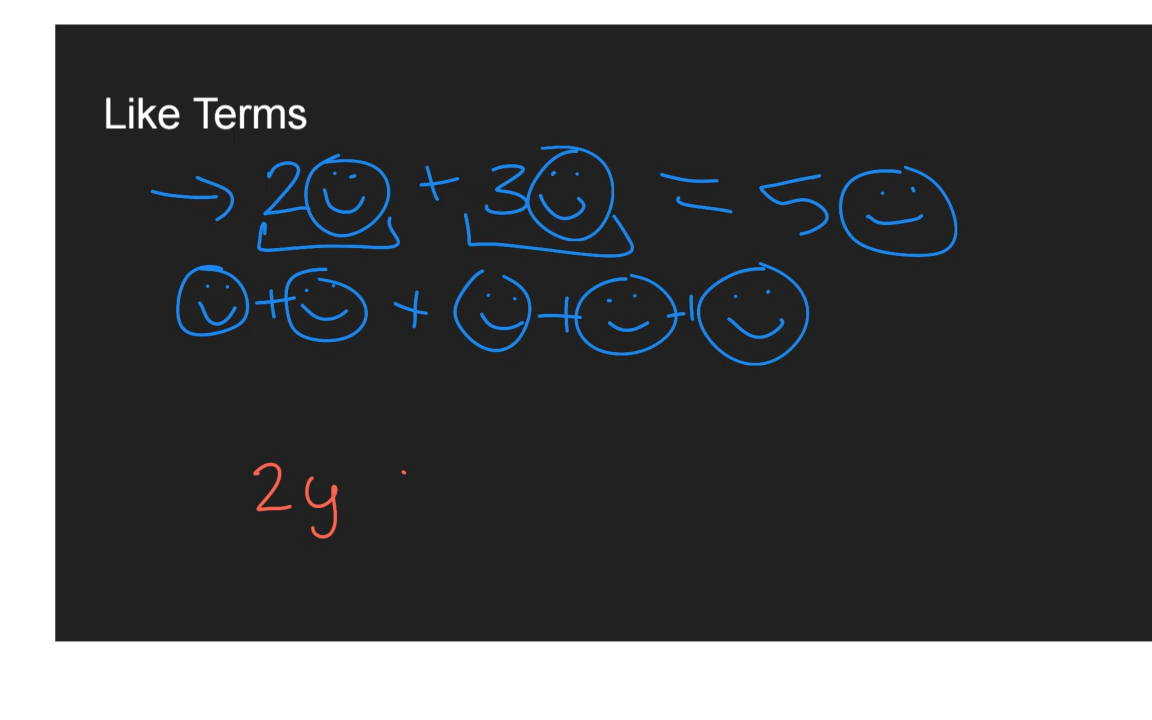 Like Terms
→ 2☺ + 3☺ = 5☺
☺ + ☺ + ☺ + ☺ + ☺
2y